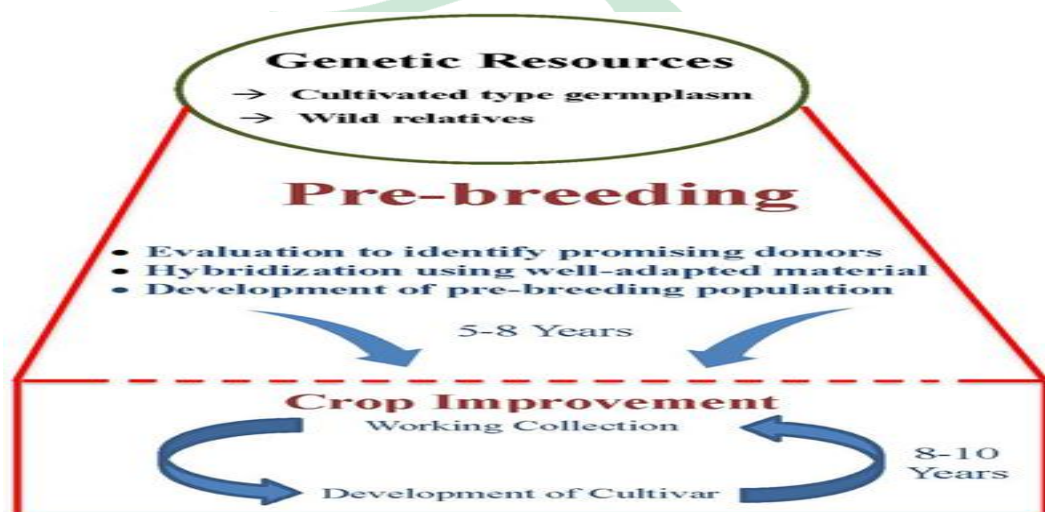 Genetic Resources
→ Cultivated type germplasm
→ Wild relatives
Pre-breeding
• Evaluation to identify promising donors
• Hybridization using well-adapted material
• Development of pre-breeding population
5-8 Years
Crop Improvement
Working Collection
8-10
Years
Development of Cultivar